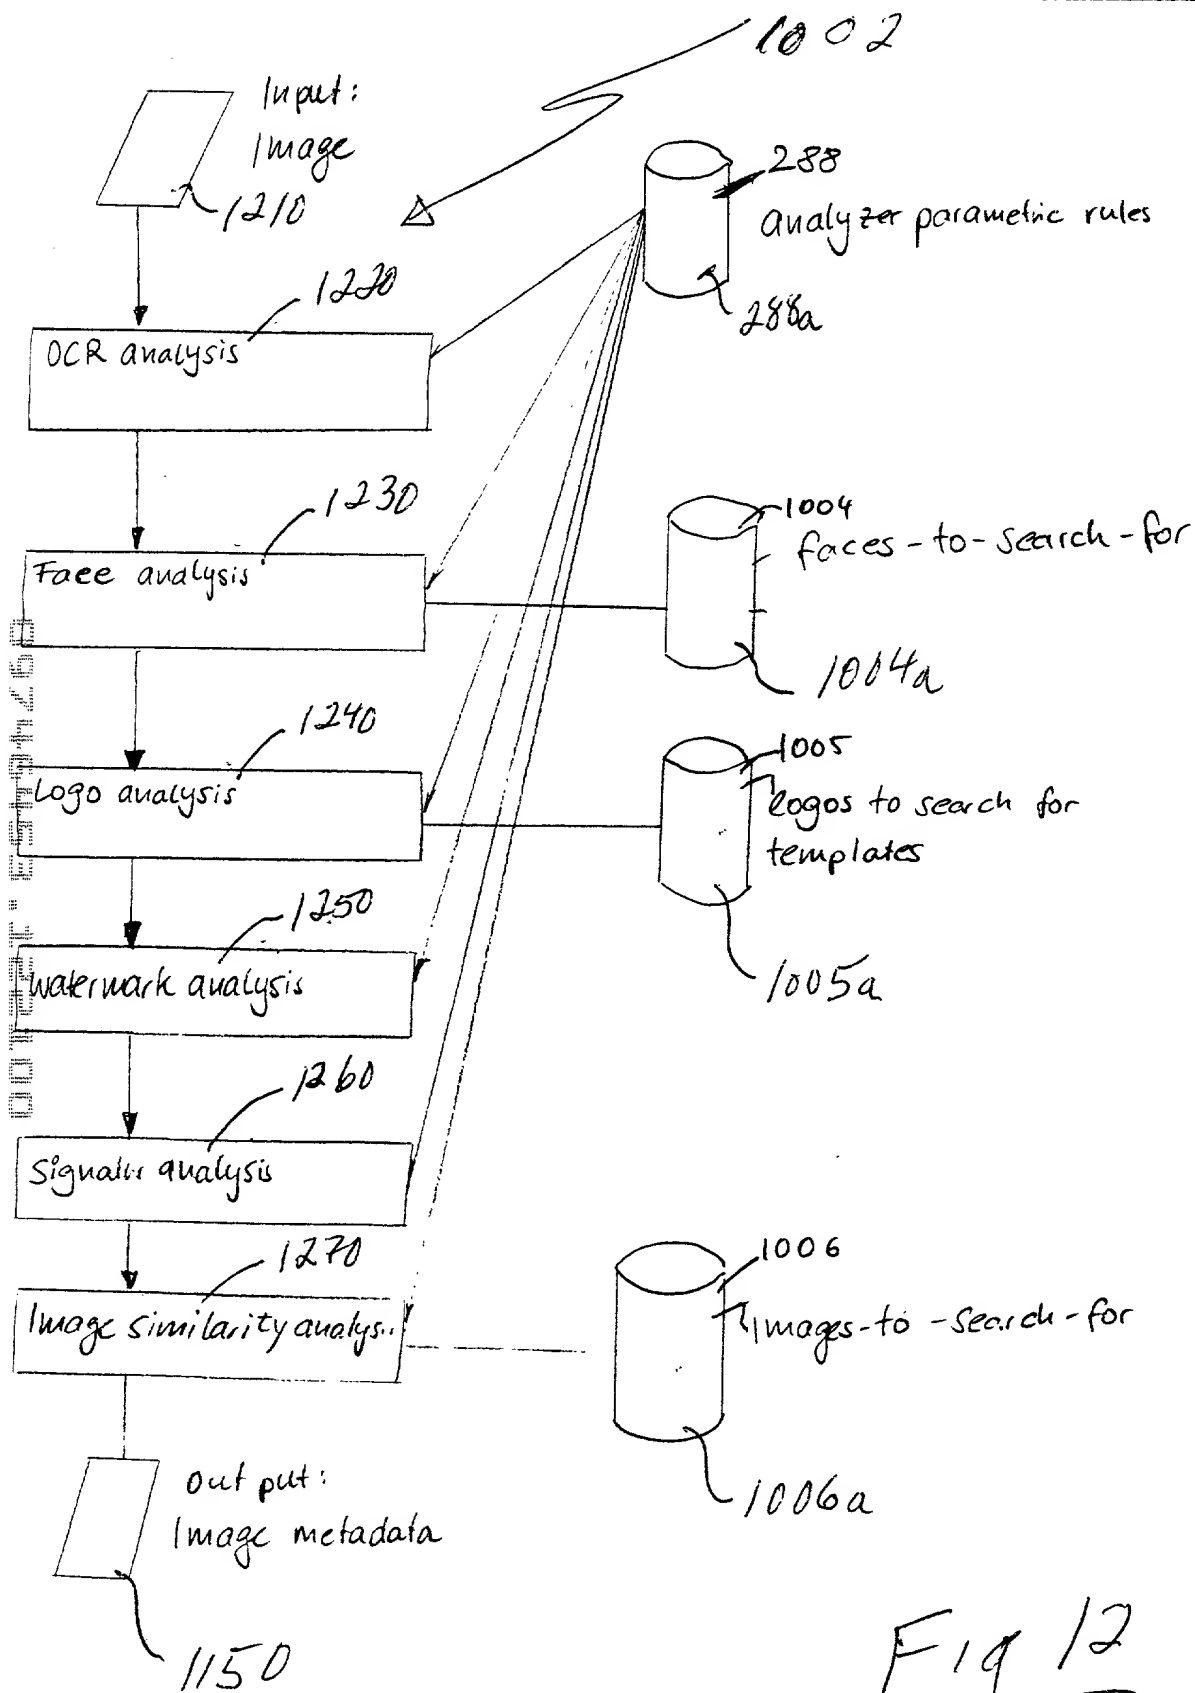 1002
Input:
Image
1210
288
analyzer parametric rules
288a
1220
OCR analysis
1230
Face analysis
1004
faces-to-search-for
1004a
1240
Logo analysis
1005
logos to search for
templates
1005a
1250
watermark analysis
1260
analysis
1270
Image similarity
1006
Images-to-search-for
1006a
output:
Image metadata
1150
Fig 12